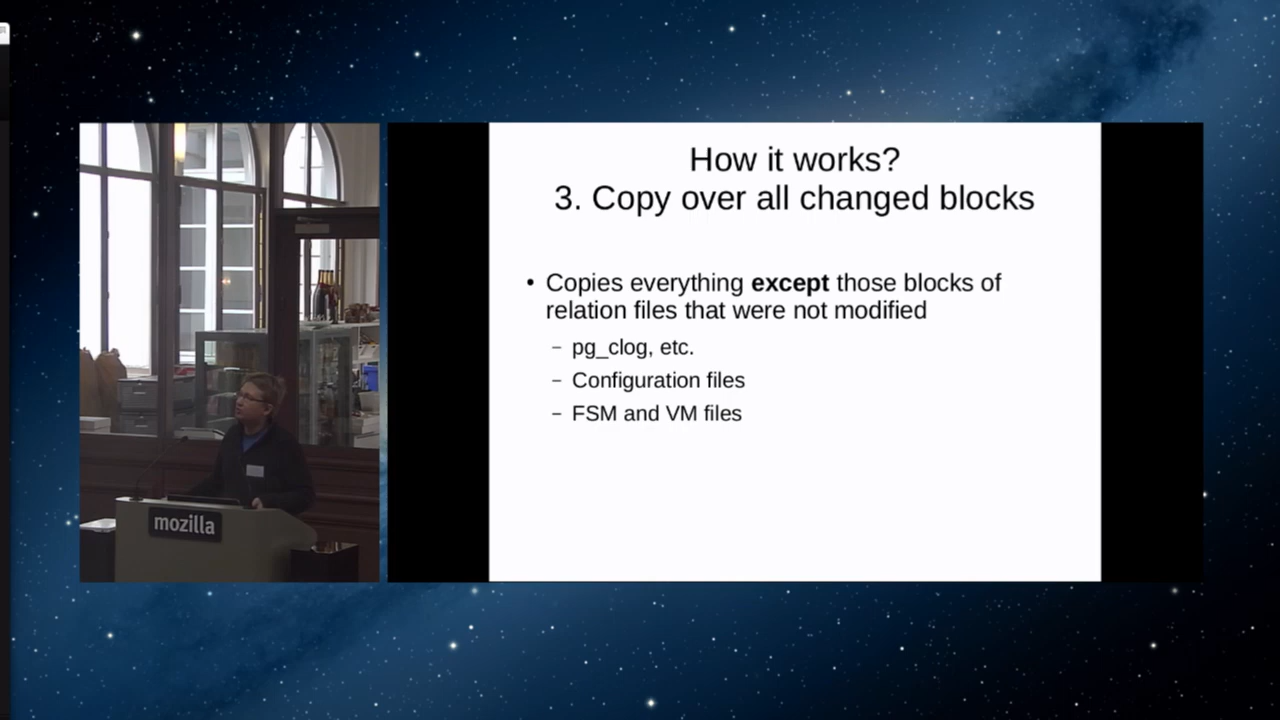 How it works?
3. Copy over all changed blocks
• Copies everything except those blocks of
relation files that were not modified
– pg_clog, etc.
– Configuration files
– FSM and VM files
mozilla